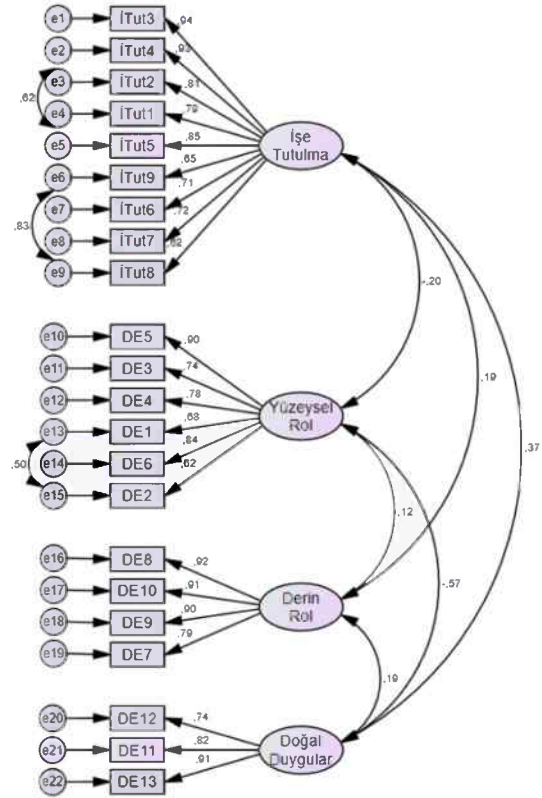 e1 İTut3 ,94
e2 İTut4 ,93
e3 İTut2 ,81
,62
e4 İTut1 ,79
e5 İTut5 ,85
İşe
Tutulma
e6 İTut9 ,65
e7 İTut6 ,71
,83
e8 İTut7 ,72
e9 İTut8 ,62
-,20
,19
,37
e10 DE5 ,90
e11 DE3 ,74
e12 DE4 ,78
e13 DE1 ,68
Yüzeysel
Rol
,50
e14 DE6 ,84
e15 DE2 ,62
,12
-,57
e16 DE8 ,92
e17 DE10 ,91
e18 DE9 ,90
e19 DE7 ,79
Derin
Rol
,19
e20 DE12 ,74
e21 DE11 ,82
e22 DE13 ,91
Doğal
Duygular